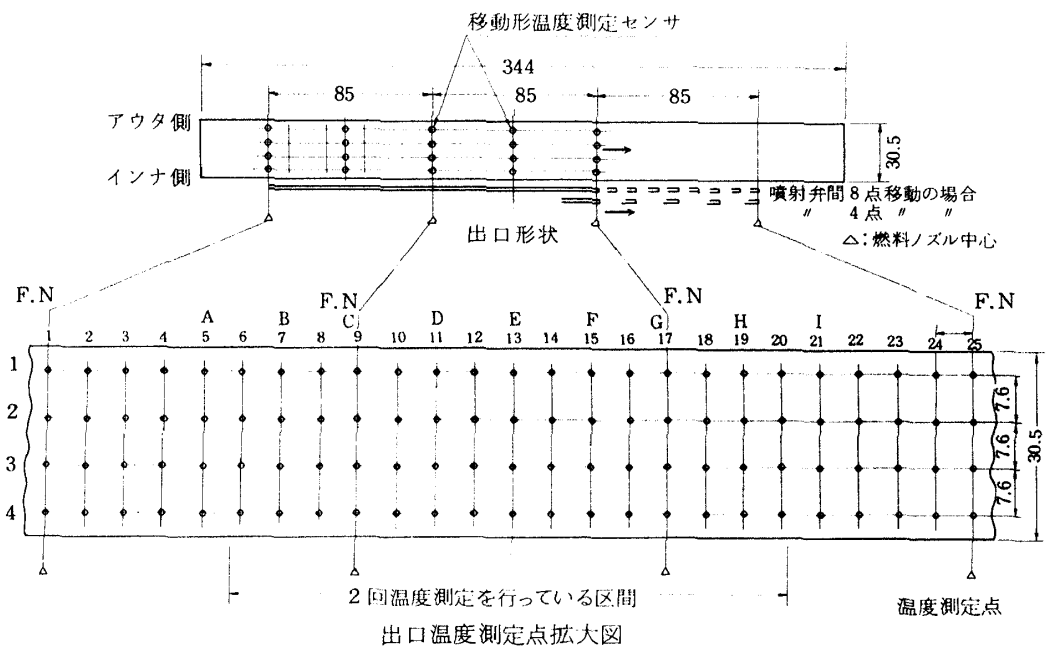 移動形温度測定センサ
344
85 85 85
アウタ側
インナ側
30.5
噴射弁間8点移動の場合
〃 4点 〃 〃
出口形状
△:燃料ノズル中心
F.N F.N F.N F.N
A B C D E F G H I
1 2 3 4 5 6 7 8 9 10 11 12 13 14 15 16 17 18 19 20 21 22 23 24 25
1
2
3
4
7.6
7.6
7.6
30.5
2回温度測定を行っている区間
温度測定点
出口温度測定点拡大図